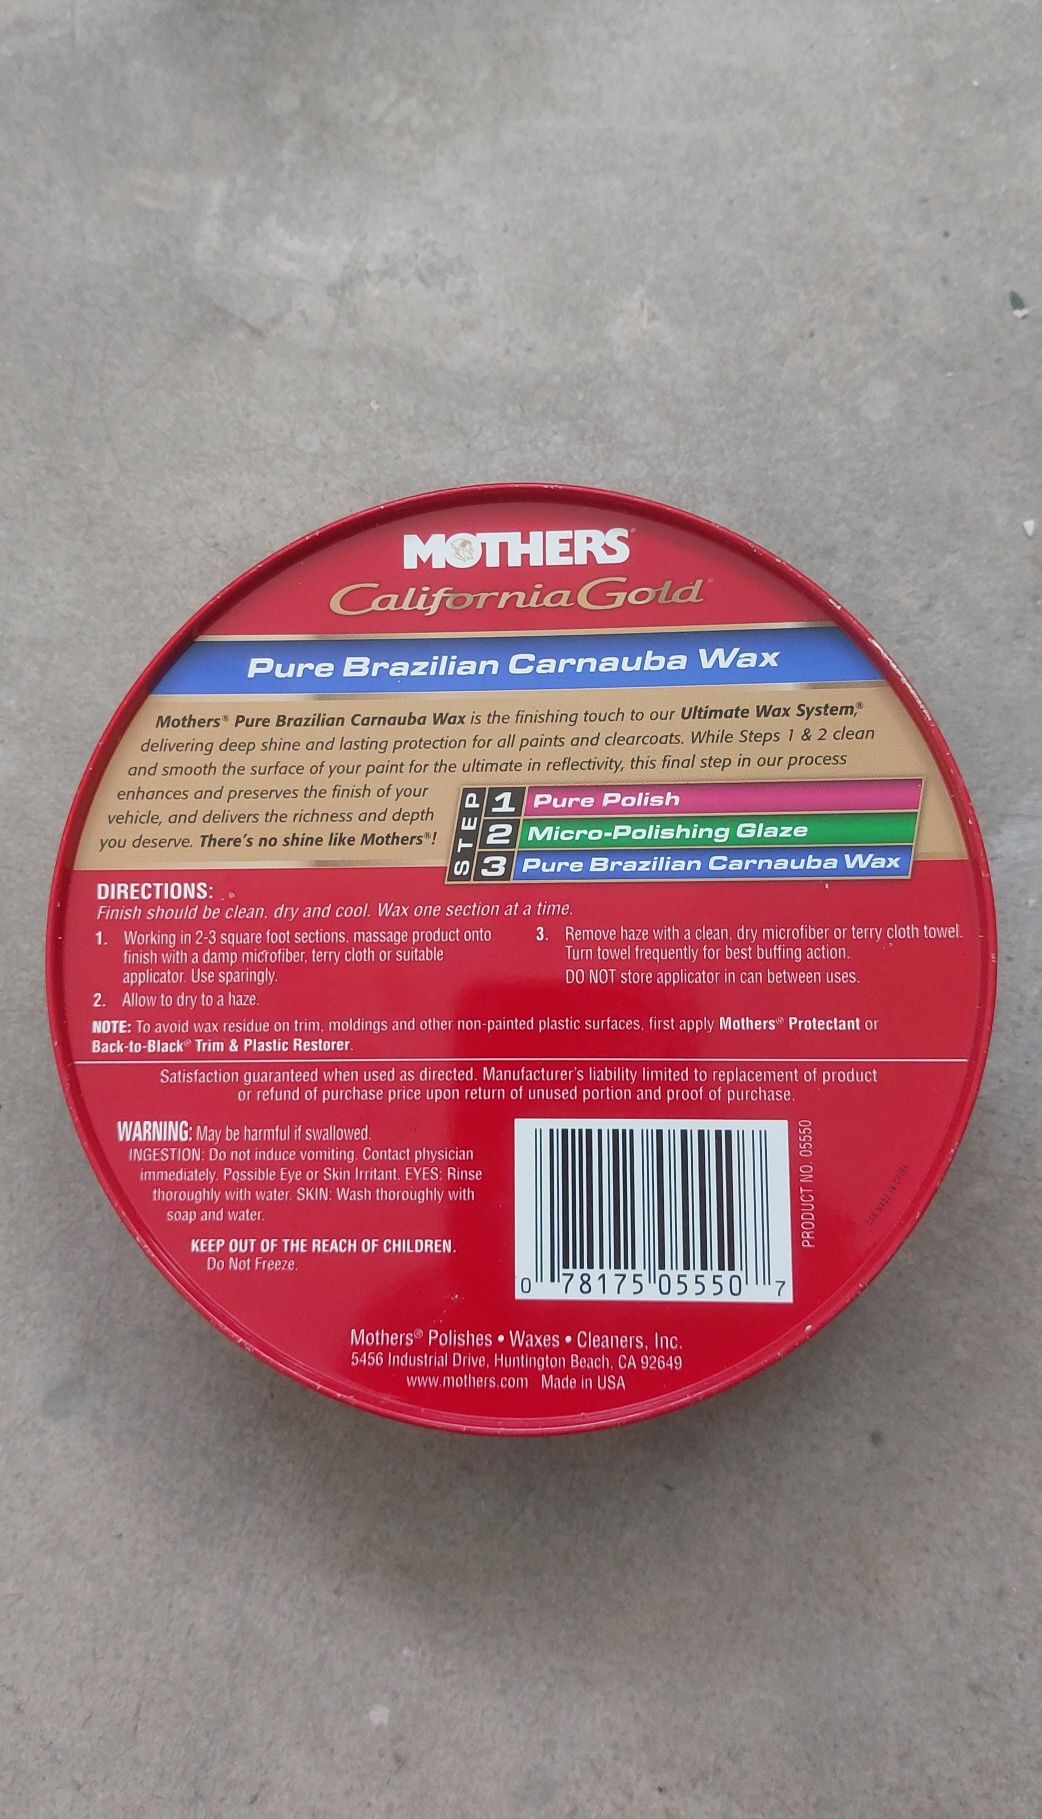 MOTHERS®
California Gold®
Pure Brazilian Carnauba Wax
Mothers® Pure Brazilian Carnauba Wax is the finishing touch to our Ultimate Wax System,®
delivering deep shine and lasting protection for all paints and clearcoats. While Steps 1 & 2 clean
and smooth the surface of your paint for the ultimate in reflectivity, this final step in our process
enhances and preserves the finish of your
vehicle, and delivers the richness and depth
you deserve. There's no shine like Mothers®!
STEP
1 Pure Polish
2 Micro-Polishing Glaze
3 Pure Brazilian Carnauba Wax
DIRECTIONS:
Finish should be clean, dry and cool. Wax one section at a time.
1. Working in 2-3 square foot sections, massage product onto
finish with a damp microfiber, terry cloth or suitable
applicator. Use sparingly.
2. Allow to dry to a haze.
3. Remove haze with a clean, dry microfiber or terry cloth towel.
Turn towel frequently for best buffing action.
DO NOT store applicator in can between uses.
NOTE: To avoid wax residue on trim, moldings and other non-painted plastic surfaces, first apply Mothers® Protectant or
Back-to-Black® Trim & Plastic Restorer.
Satisfaction guaranteed when used as directed. Manufacturer's liability limited to replacement of product
or refund of purchase price upon return of unused portion and proof of purchase.
WARNING: May be harmful if swallowed.
INGESTION: Do not induce vomiting. Contact physician
immediately. Possible Eye or Skin Irritant. EYES: Rinse
thoroughly with water. SKIN: Wash thoroughly with
soap and water.
KEEP OUT OF THE REACH OF CHILDREN.
Do Not Freeze.
0 78175 05550 7
PRODUCT NO. 05550
CAN MADE IN CHINA
Mothers® Polishes • Waxes • Cleaners, Inc.
5456 Industrial Drive, Huntington Beach, CA 92649
www.mothers.com Made in USA